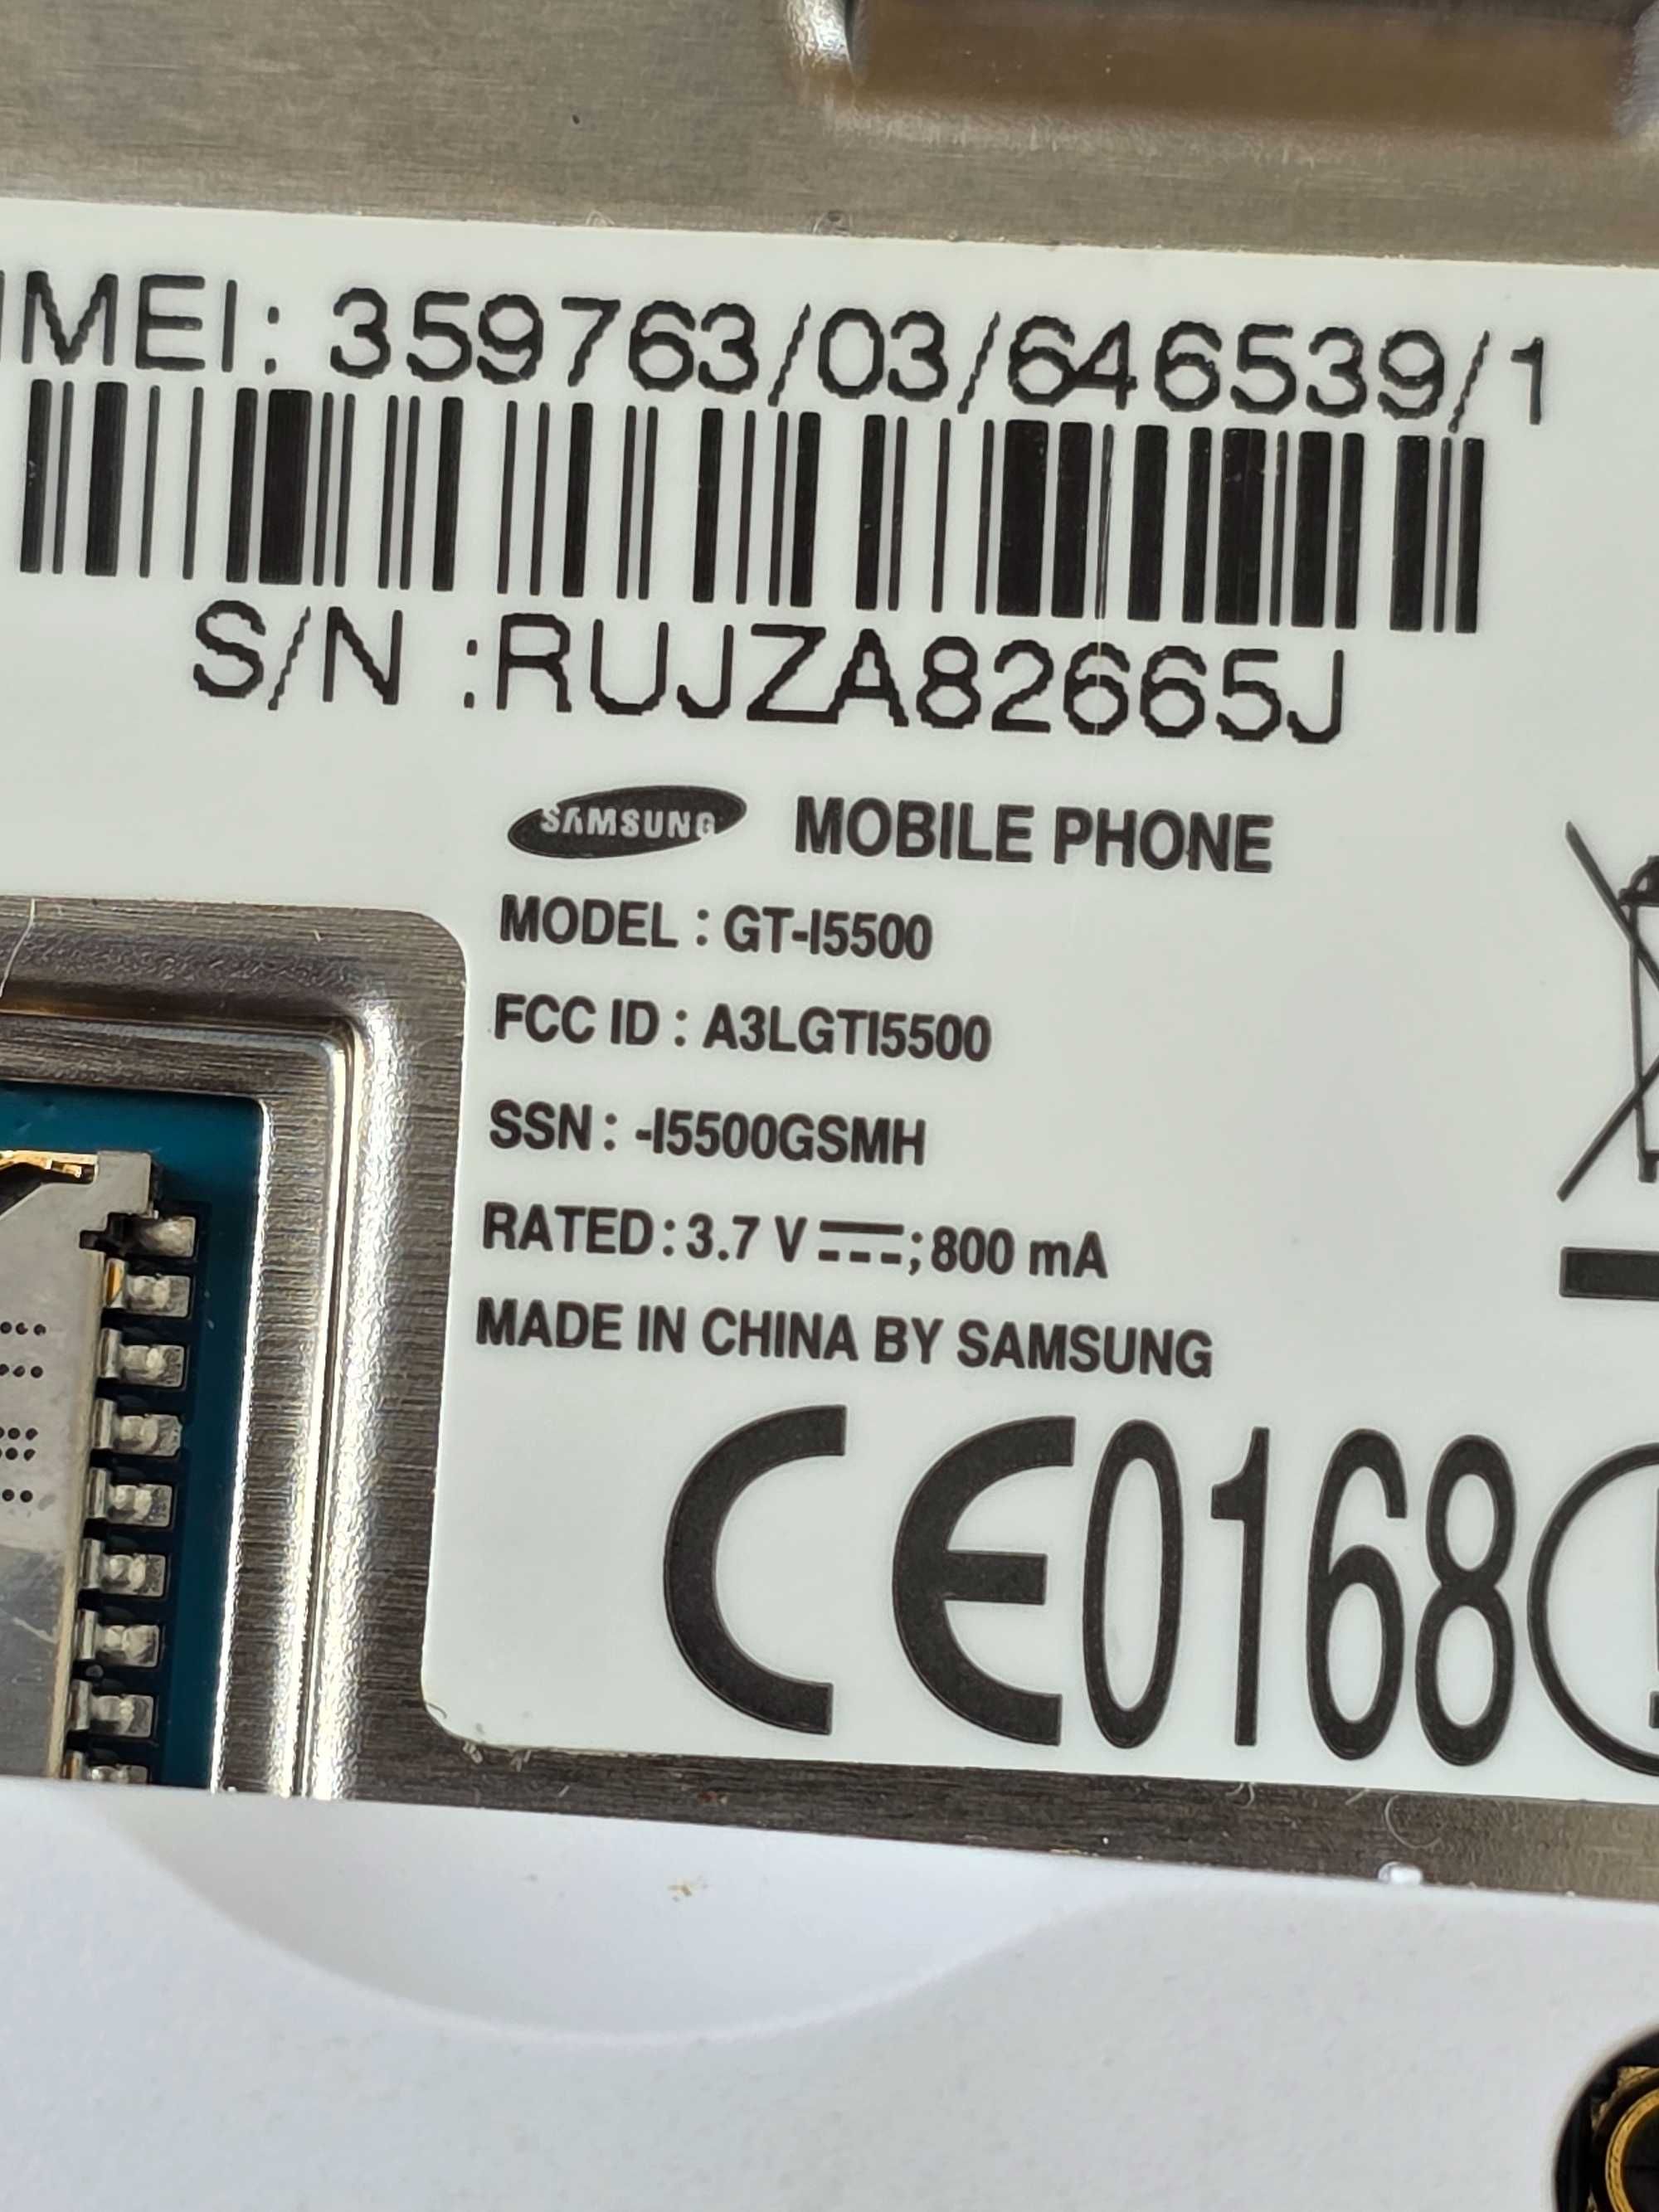 IMEI: 359763/03/646539/1
S/N :RUJZA82665J
SAMSUNG MOBILE PHONE
MODEL : GT-I5500
FCC ID : A3LGTI5500
SSN : -I5500GSMH
RATED : 3.7 V ⎓; 800 mA
MADE IN CHINA BY SAMSUNG
CE0168